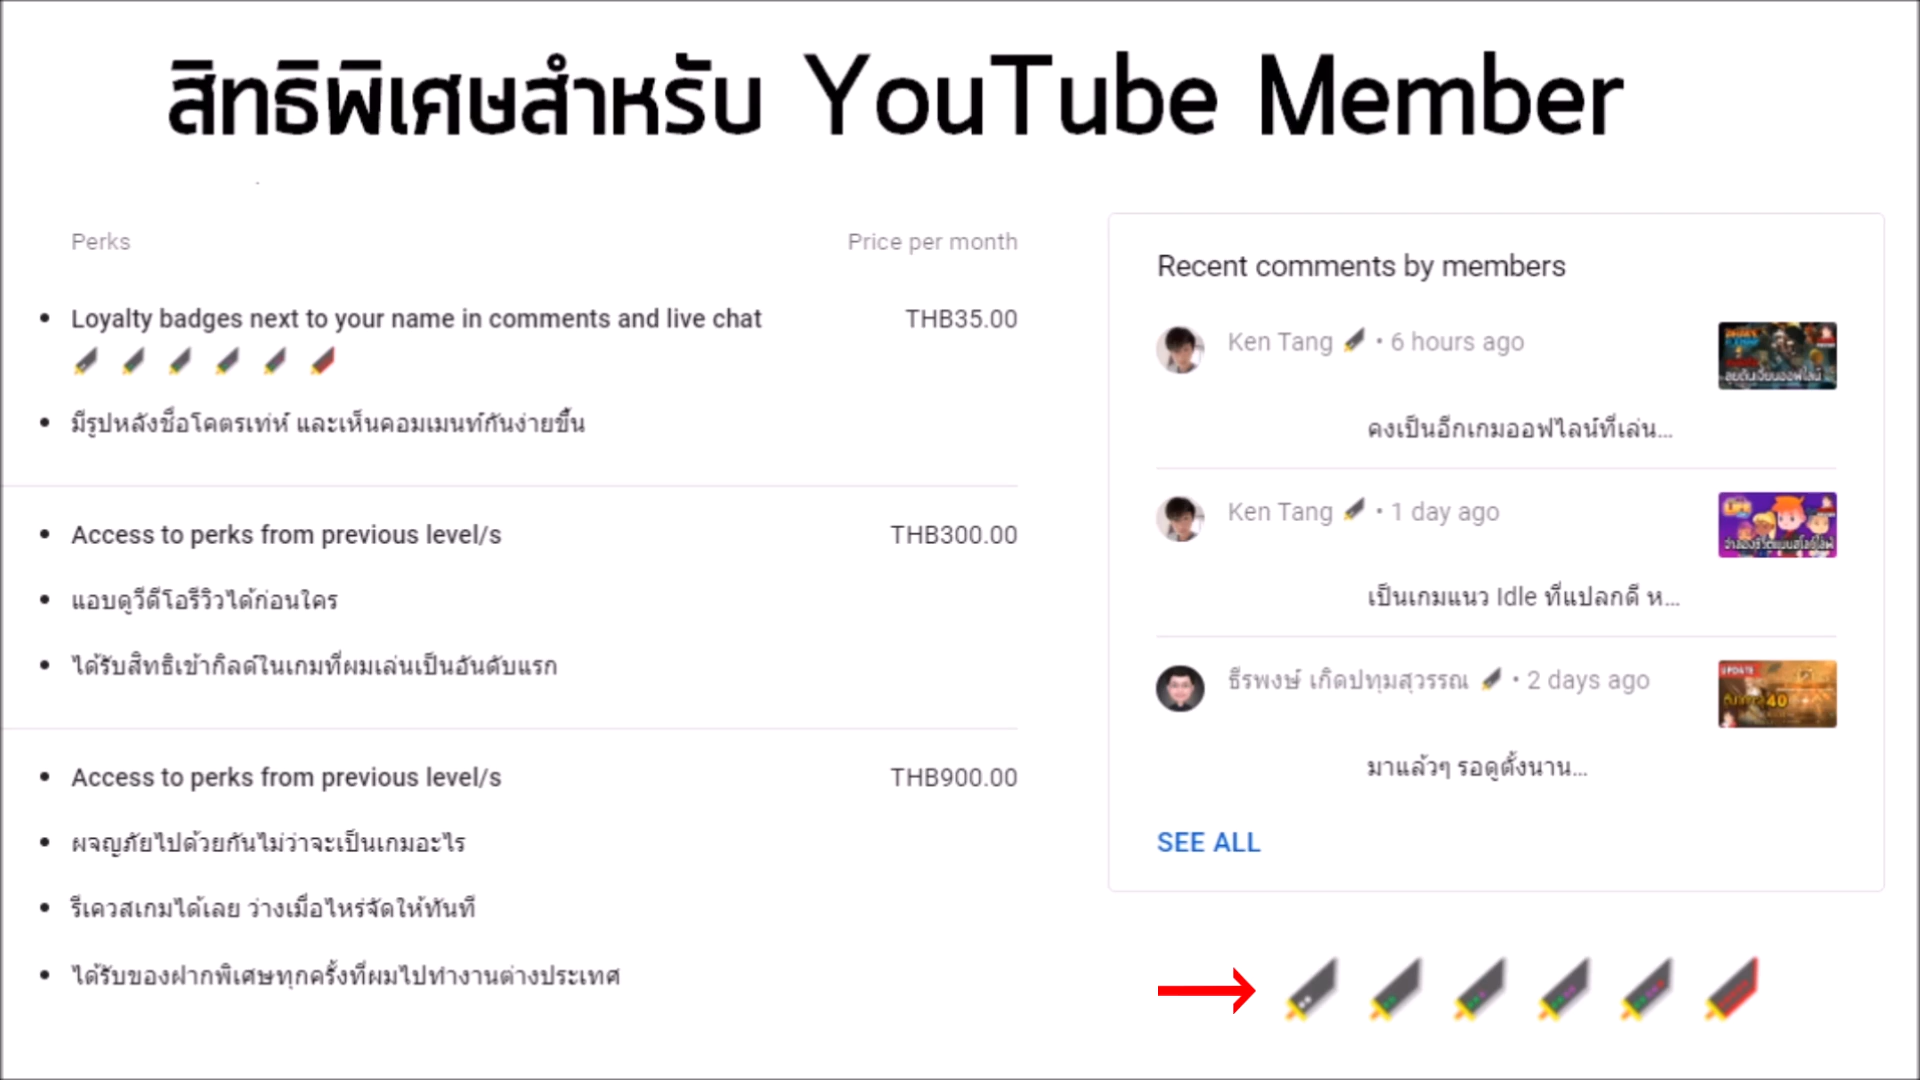 สิทธิพิเศษสำหรับ YouTube Member
Perks
Price per month
Loyalty badges next to your name in comments and live chat
THB35.00
มีรูปหลังชื่อโคตรเท่ห์ และเห็นคอมเมนท์กันง่ายขึ้น
Access to perks from previous level/s
THB300.00
แอบดูวีดีโอรีวิวได้ก่อนใคร
ได้รับสิทธิเข้ากิลด์ในเกมที่ผมเล่นเป็นอันดับแรก
Access to perks from previous level/s
THB900.00
ผจญภัยไปด้วยกันไม่ว่าจะเป็นเกมอะไร
รีเควสเกมได้เลย ว่างเมื่อไหร่จัดให้ทันที
ได้รับของฝากพิเศษทุกครั้งที่ผมไปทำงานต่างประเทศ
Recent comments by members
Ken Tang • 6 hours ago
คงเป็นอีกเกมออฟไลน์ที่เล่น...
Ken Tang • 1 day ago
LIFE
เป็นเกมแนว Idle ที่แปลกดี ห...
ธีรพงษ์ เกิดปทุมสุวรรณ • 2 days ago
UPDATE
40
มาแล้วๆ รอดูตั้งนาน...
SEE ALL